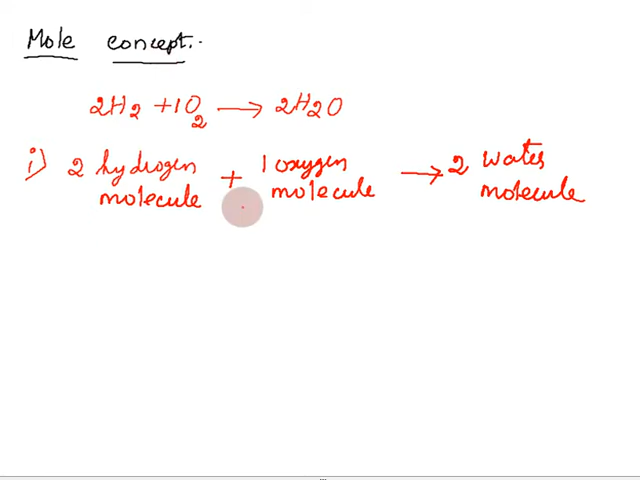 Mole concept..
2H2 + 1O2 → 2H2O
i) 2 hydrogen + 1 oxygen → 2 water
molecule molecule molecule